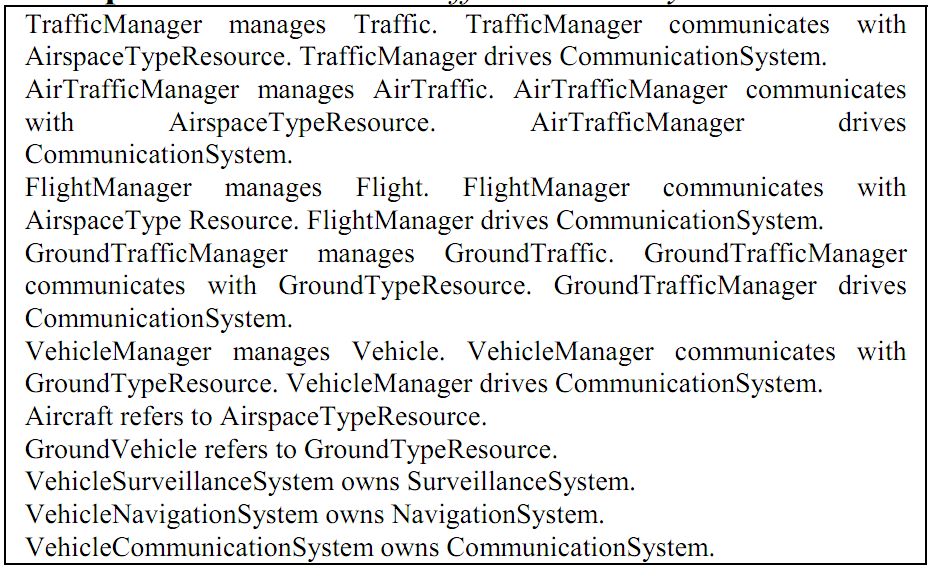 TrafficManager manages Traffic. TrafficManager communicates with
AirspaceTypeResource. TrafficManager drives CommunicationSystem.
AirTrafficManager manages AirTraffic. AirTrafficManager communicates
with AirspaceTypeResource. AirTrafficManager drives
CommunicationSystem.
FlightManager manages Flight. FlightManager communicates with
AirspaceType Resource. FlightManager drives CommunicationSystem.
GroundTrafficManager manages GroundTraffic. GroundTrafficManager
communicates with GroundTypeResource. GroundTrafficManager drives
CommunicationSystem.
VehicleManager manages Vehicle. VehicleManager communicates with
GroundTypeResource. VehicleManager drives CommunicationSystem.
Aircraft refers to AirspaceTypeResource.
GroundVehicle refers to GroundTypeResource.
VehicleSurveillanceSystem owns SurveillanceSystem.
VehicleNavigationSystem owns NavigationSystem.
VehicleCommunicationSystem owns CommunicationSystem.